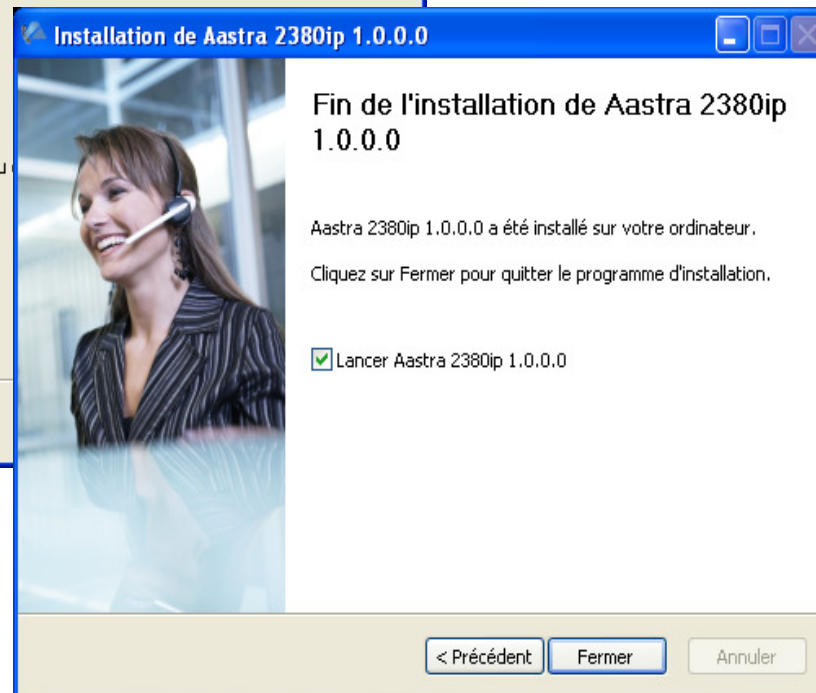 Installation de Aastra 2380ip 1.0.0.0
Fin de l'installation de Aastra 2380ip
1.0.0.0
Aastra 2380ip 1.0.0.0 a été installé sur votre ordinateur.
Cliquez sur Fermer pour quitter le programme d'installation.
Lancer Aastra 2380ip 1.0.0.0
< Précédent
Fermer
Annuler